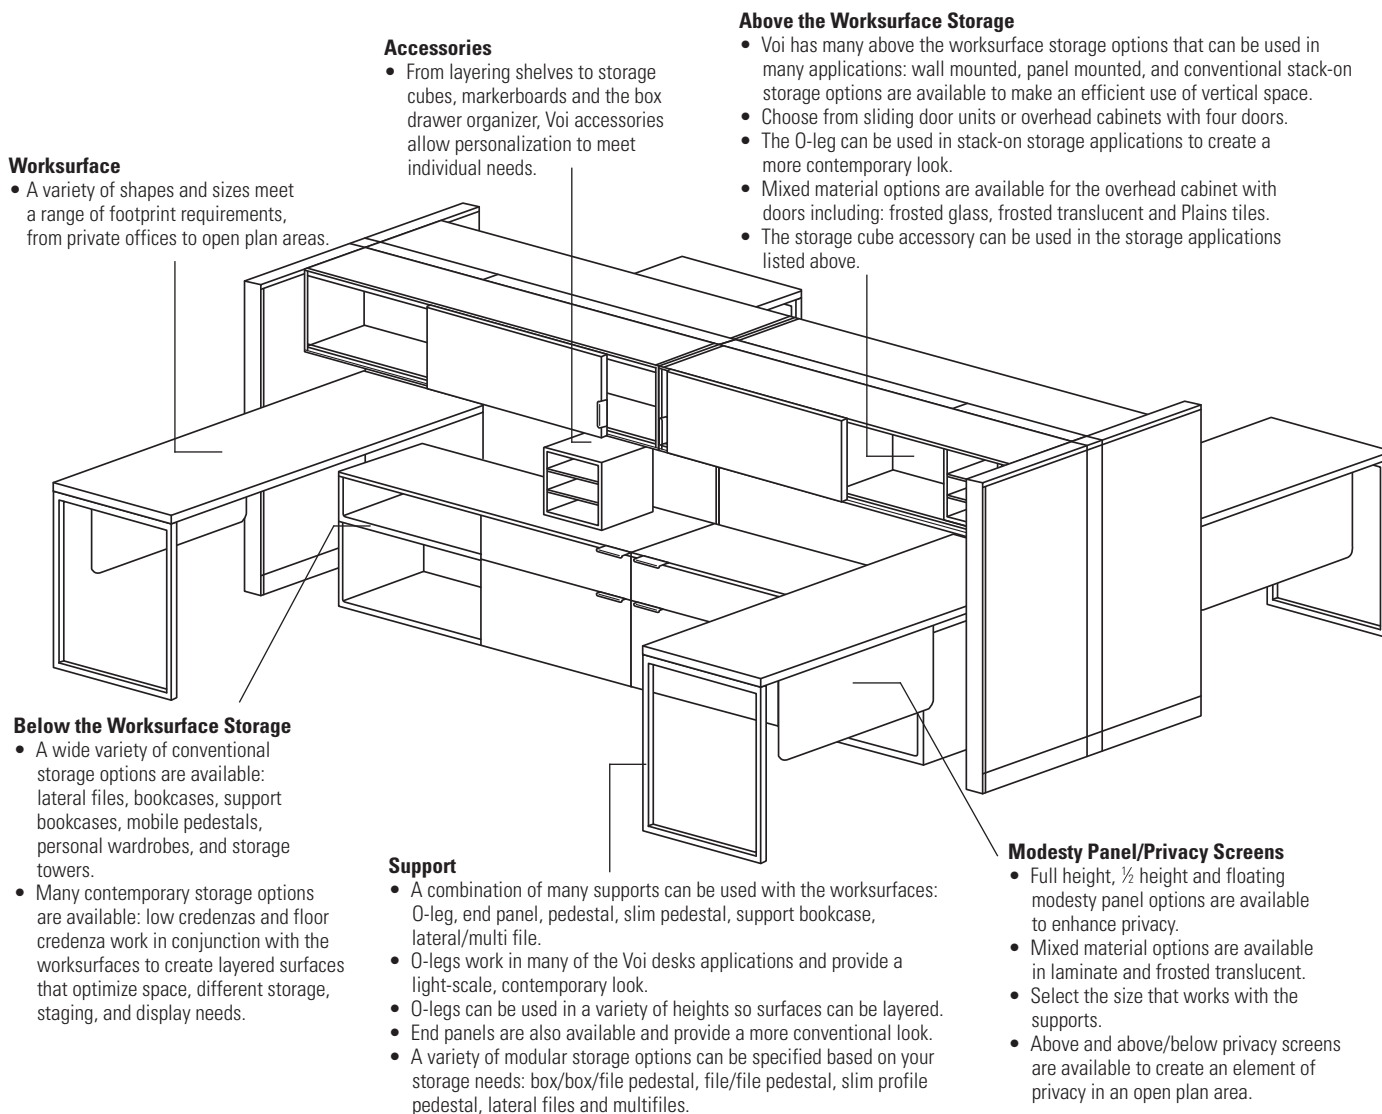 Above the Worksurface Storage
• Voi has many above the worksurface storage options that can be used in
many applications: wall mounted, panel mounted, and conventional stack-on
storage options are available to make an efficient use of vertical space.
• Choose from sliding door units or overhead cabinets with four doors.
• The O-leg can be used in stack-on storage applications to create a
more contemporary look.
• Mixed material options are available for the overhead cabinet with
doors including: frosted glass, frosted translucent and Plains tiles.
• The storage cube accessory can be used in the storage applications
listed above.
Accessories
• From layering shelves to storage
cubes, markerboards and the box
drawer organizer, Voi accessories
allow personalization to meet
individual needs.
Worksurface
• A variety of shapes and sizes meet
a range of footprint requirements,
from private offices to open plan areas.
Below the Worksurface Storage
• A wide variety of conventional
storage options are available:
lateral files, bookcases, support
bookcases, mobile pedestals,
personal wardrobes, and storage
towers.
• Many contemporary storage options
are available: low credenzas and floor
credenza work in conjunction with the
worksurfaces to create layered surfaces
that optimize space, different storage,
staging, and display needs.
Support
• A combination of many supports can be used with the worksurfaces:
O-leg, end panel, pedestal, slim pedestal, support bookcase,
lateral/multi file.
• O-legs work in many of the Voi desks applications and provide a
light-scale, contemporary look.
• O-legs can be used in a variety of heights so surfaces can be layered.
• End panels are also available and provide a more conventional look.
• A variety of modular storage options can be specified based on your
storage needs: box/box/file pedestal, file/file pedestal, slim profile
pedestal, lateral files and multifiles.
Modesty Panel/Privacy Screens
• Full height, ½ height and floating
modesty panel options are available
to enhance privacy.
• Mixed material options are available
in laminate and frosted translucent.
• Select the size that works with the
supports.
• Above and above/below privacy screens
are available to create an element of
privacy in an open plan area.